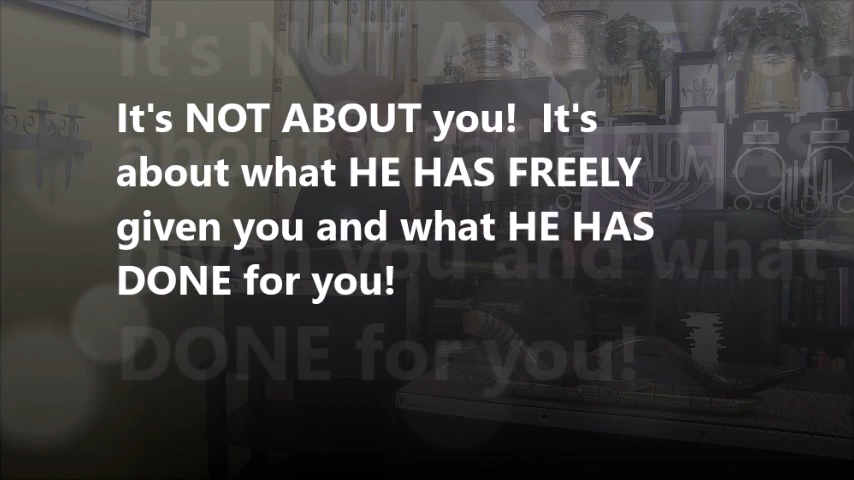 It's NOT ABOUT you!  It's
about what HE HAS FREELY
given you and what HE HAS
DONE for you!